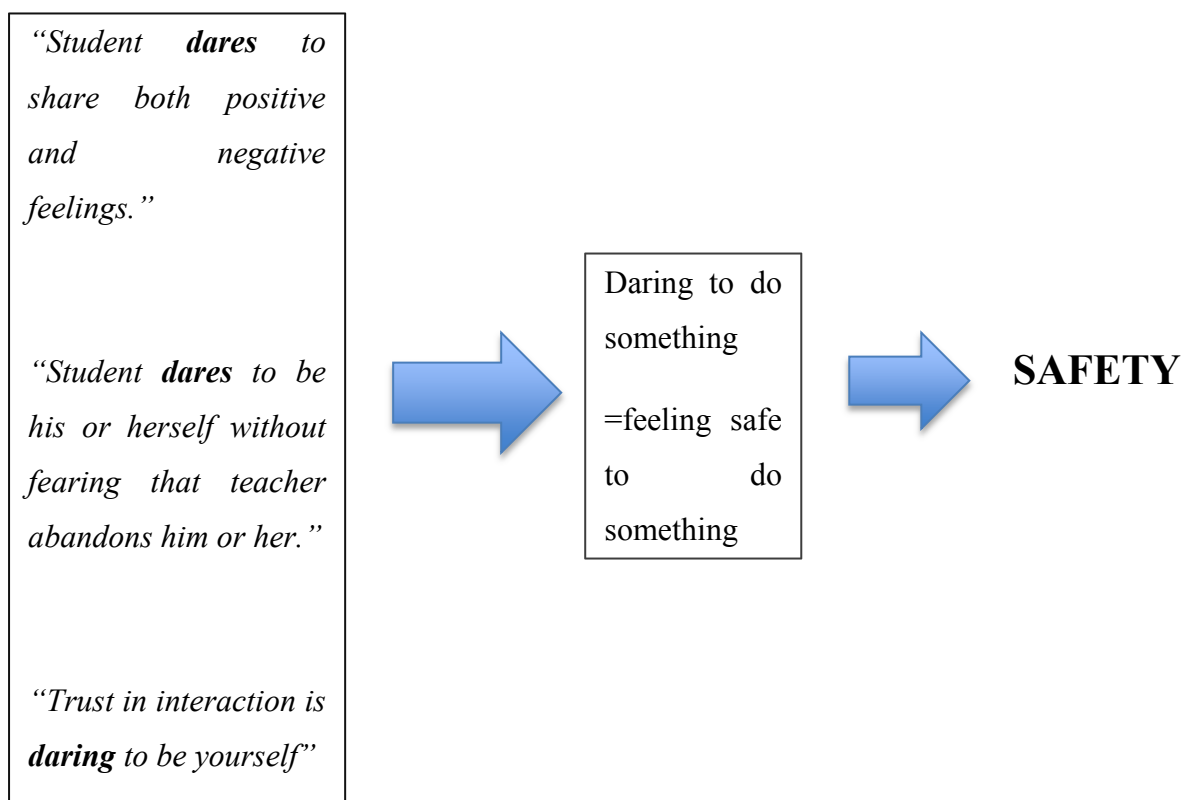 “Student dares to
share both positive
and negative
feelings.”
“Student dares to be
his or herself without
fearing that teacher
abandons him or her.”
“Trust in interaction is
daring to be yourself”
Daring to do
something
=feeling safe
to do
something
SAFETY